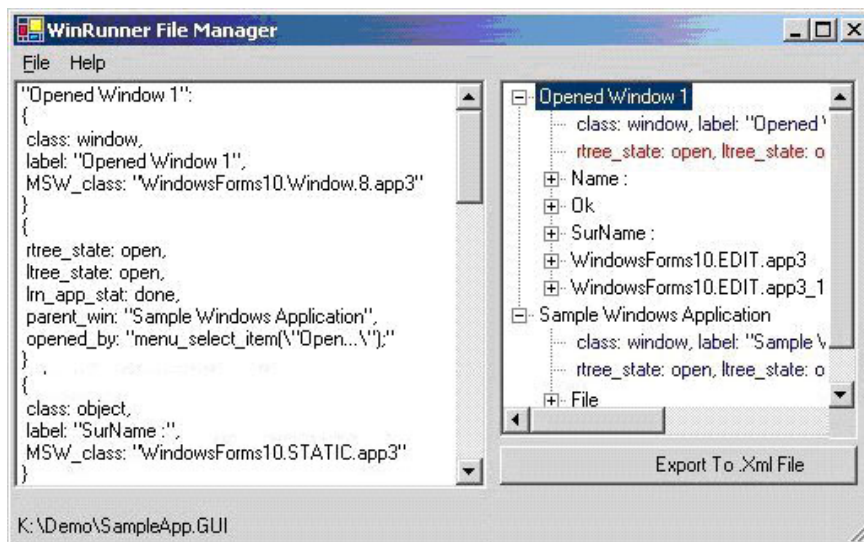 WinRunner File Manager
File Help
"Opened Window 1":
{
class: window,
label: "Opened Window 1",
MSW_class: "WindowsForms10.Window.8.app3"
}
{
rtree_state: open,
ltree_state: open,
lrn_app_stat: done,
parent_win: "Sample Windows Application",
opened_by: "menu_select_item(\"Open...\");"
}
{
class: object,
label: "SurName :",
MSW_class: "WindowsForms10.STATIC.app3"
}
Opened Window 1
class: window, label: "Opened
rtree_state: open, ltree_state: o
Name :
Ok
SurName :
WindowsForms10.EDIT.app3
WindowsForms10.EDIT.app3_1
Sample Windows Application
class: window, label: "Sample
rtree_state: open, ltree_state: o
File
Export To .Xml File
K:\Demo\SampleApp.GUI